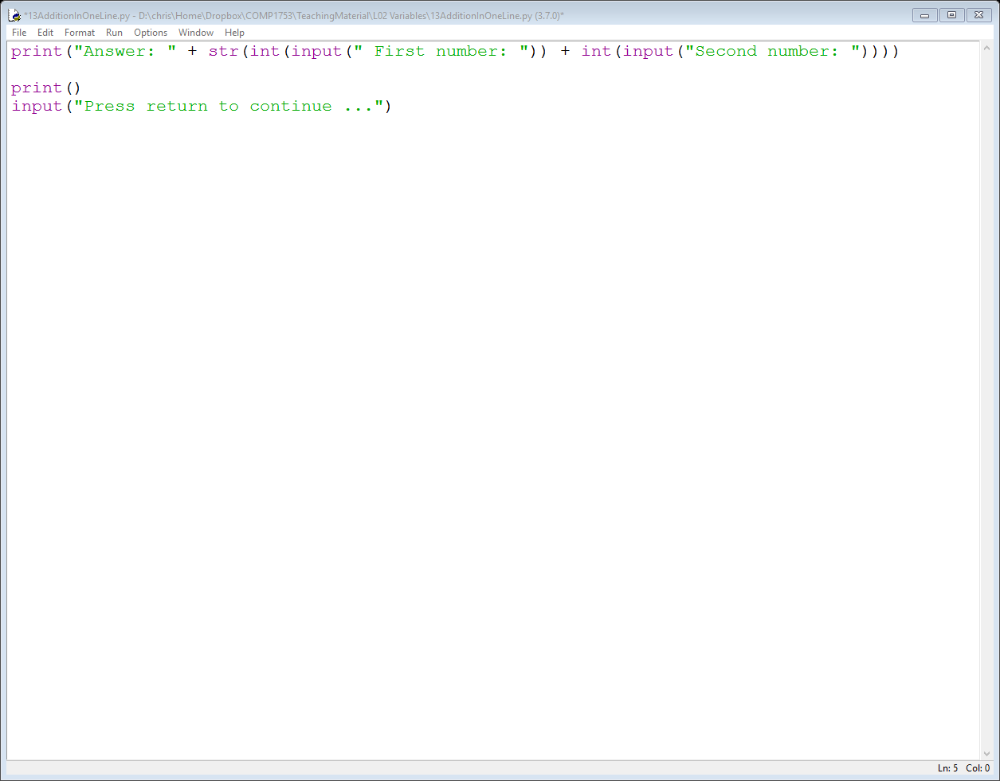 *13AdditionInOneLine.py - D:\chris\Home\Dropbox\COMP1753\TeachingMaterial\L02 Variables\13AdditionInOneLine.py (3.7.0)*
File Edit Format Run Options Window Help
print("Answer: " + str(int(input(" First number: ")) + int(input("Second number: "))))
print()
input("Press return to continue ...")
Ln: 5 Col: 0